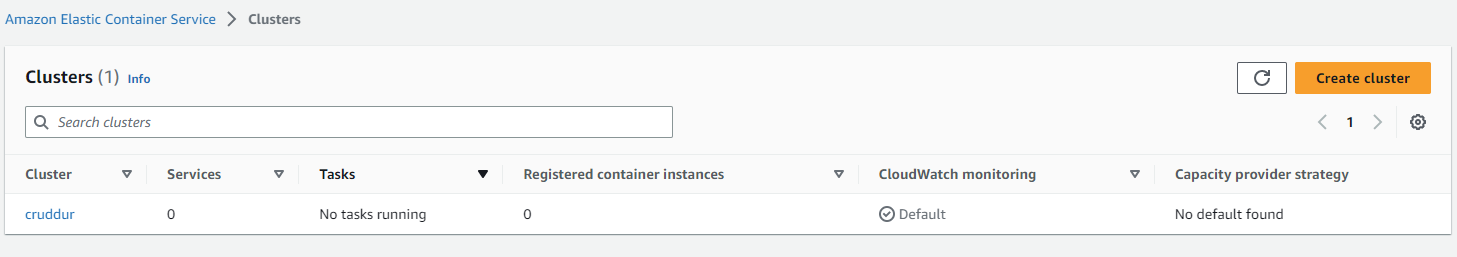 Amazon Elastic Container Service > Clusters
Clusters (1) Info
Create cluster
Search clusters
1
Cluster Services Tasks Registered container instances CloudWatch monitoring Capacity provider strategy
cruddur 0 No tasks running 0 Default No default found